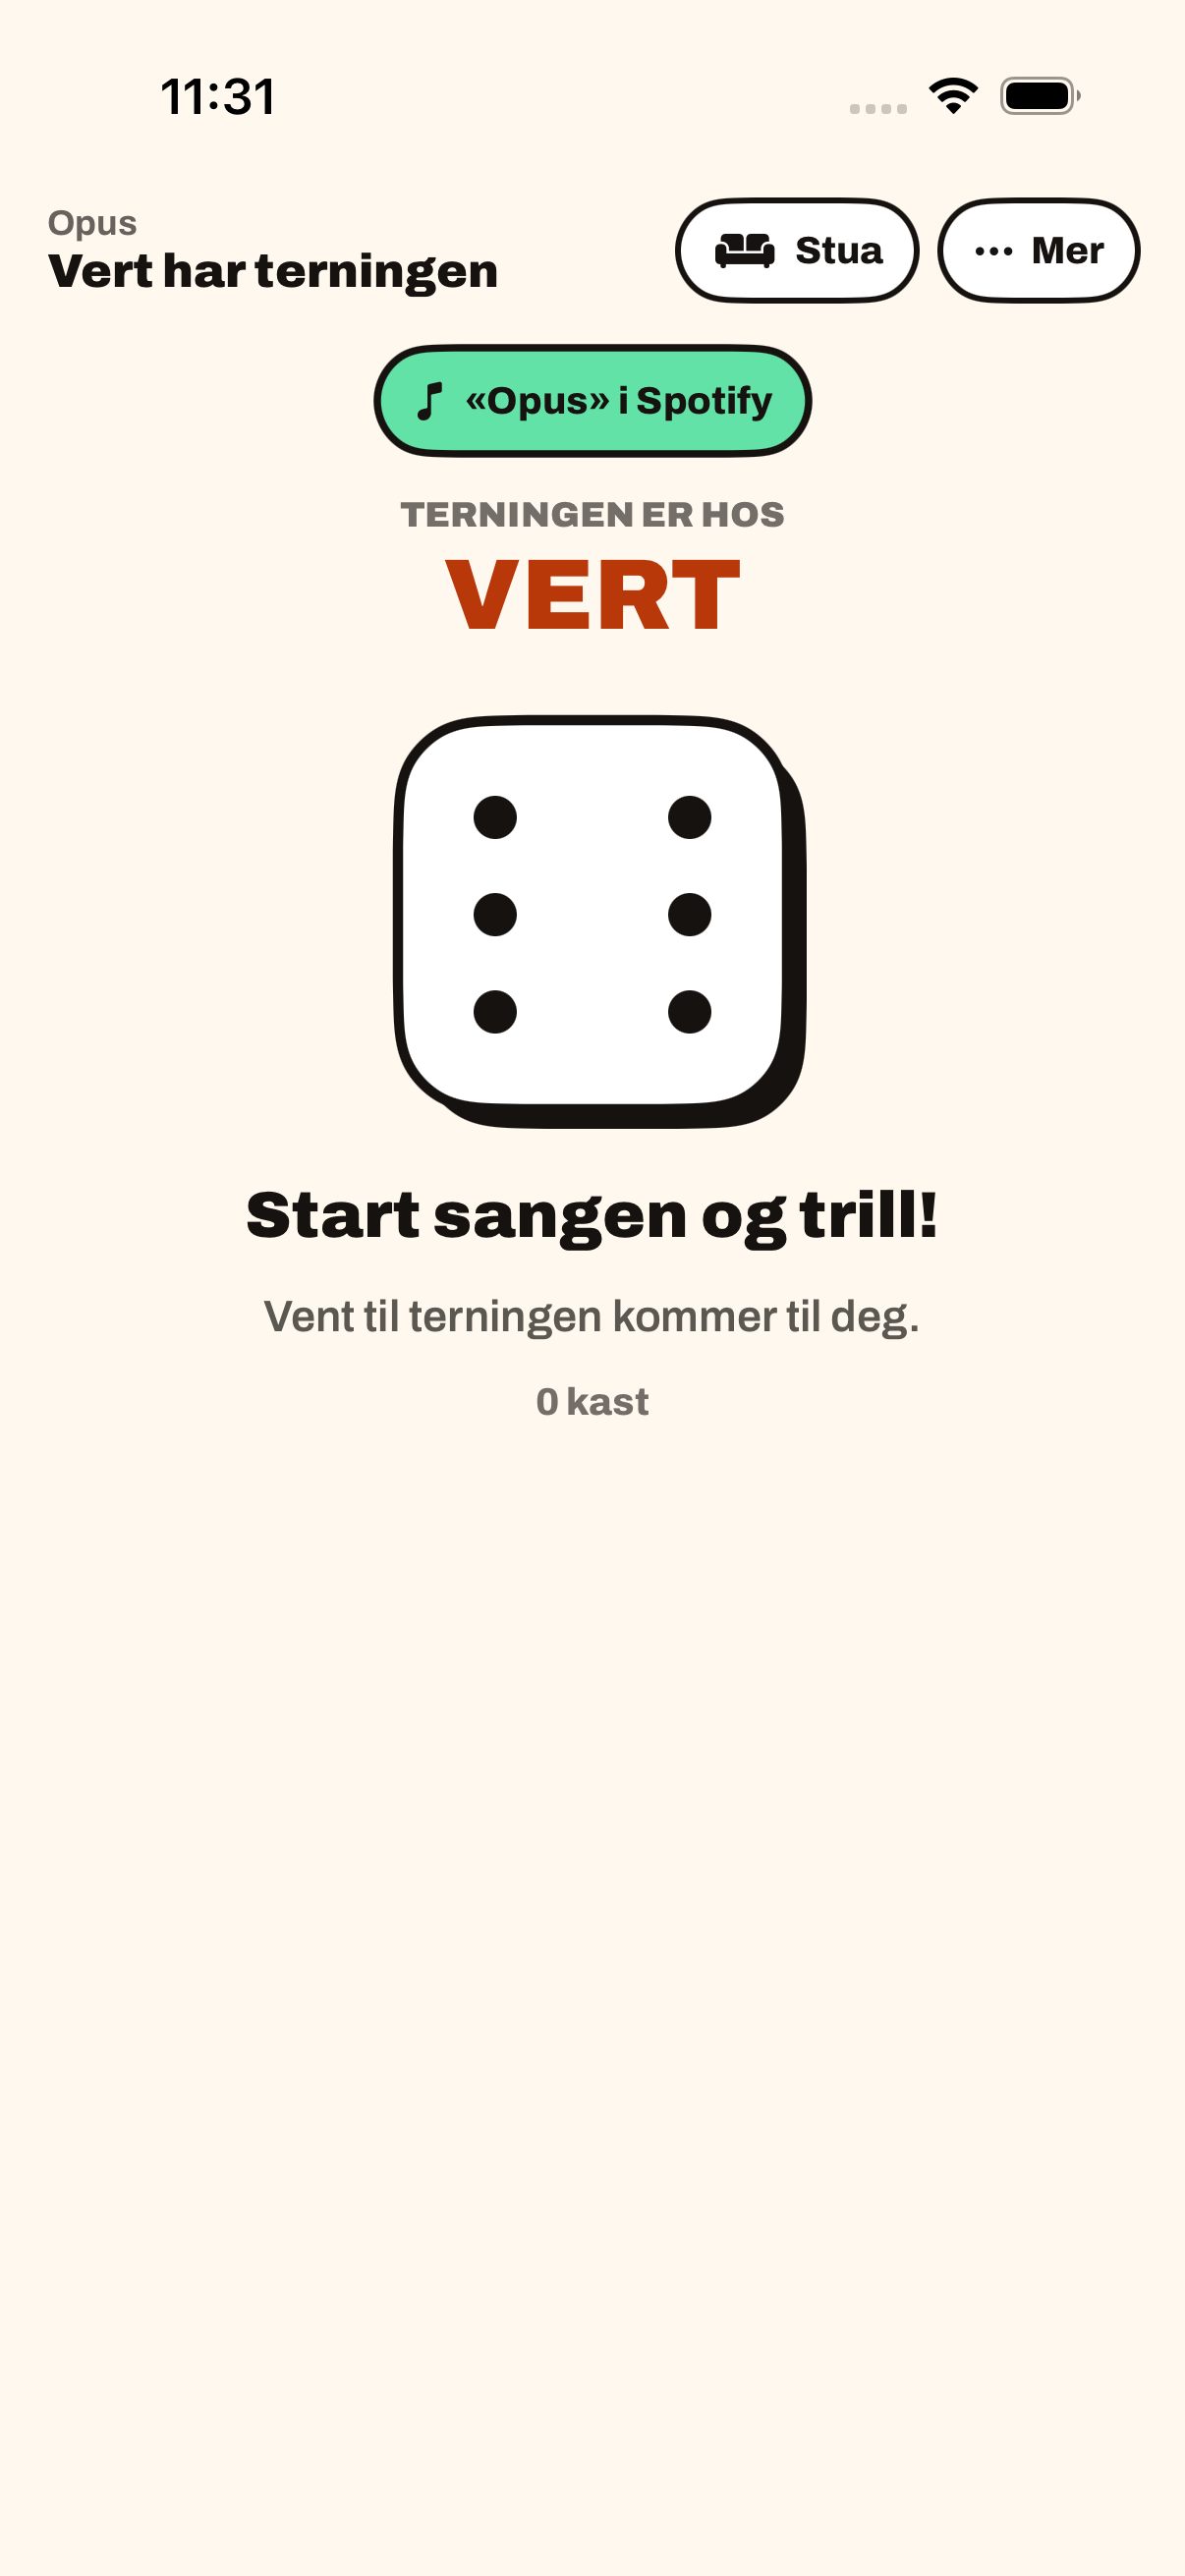 11:31
Opus
Vert har terningen
Stua
Mer
«Opus» i Spotify
TERNINGEN ER HOS
VERT
Start sangen og trill!
Vent til terningen kommer til deg.
0 kast